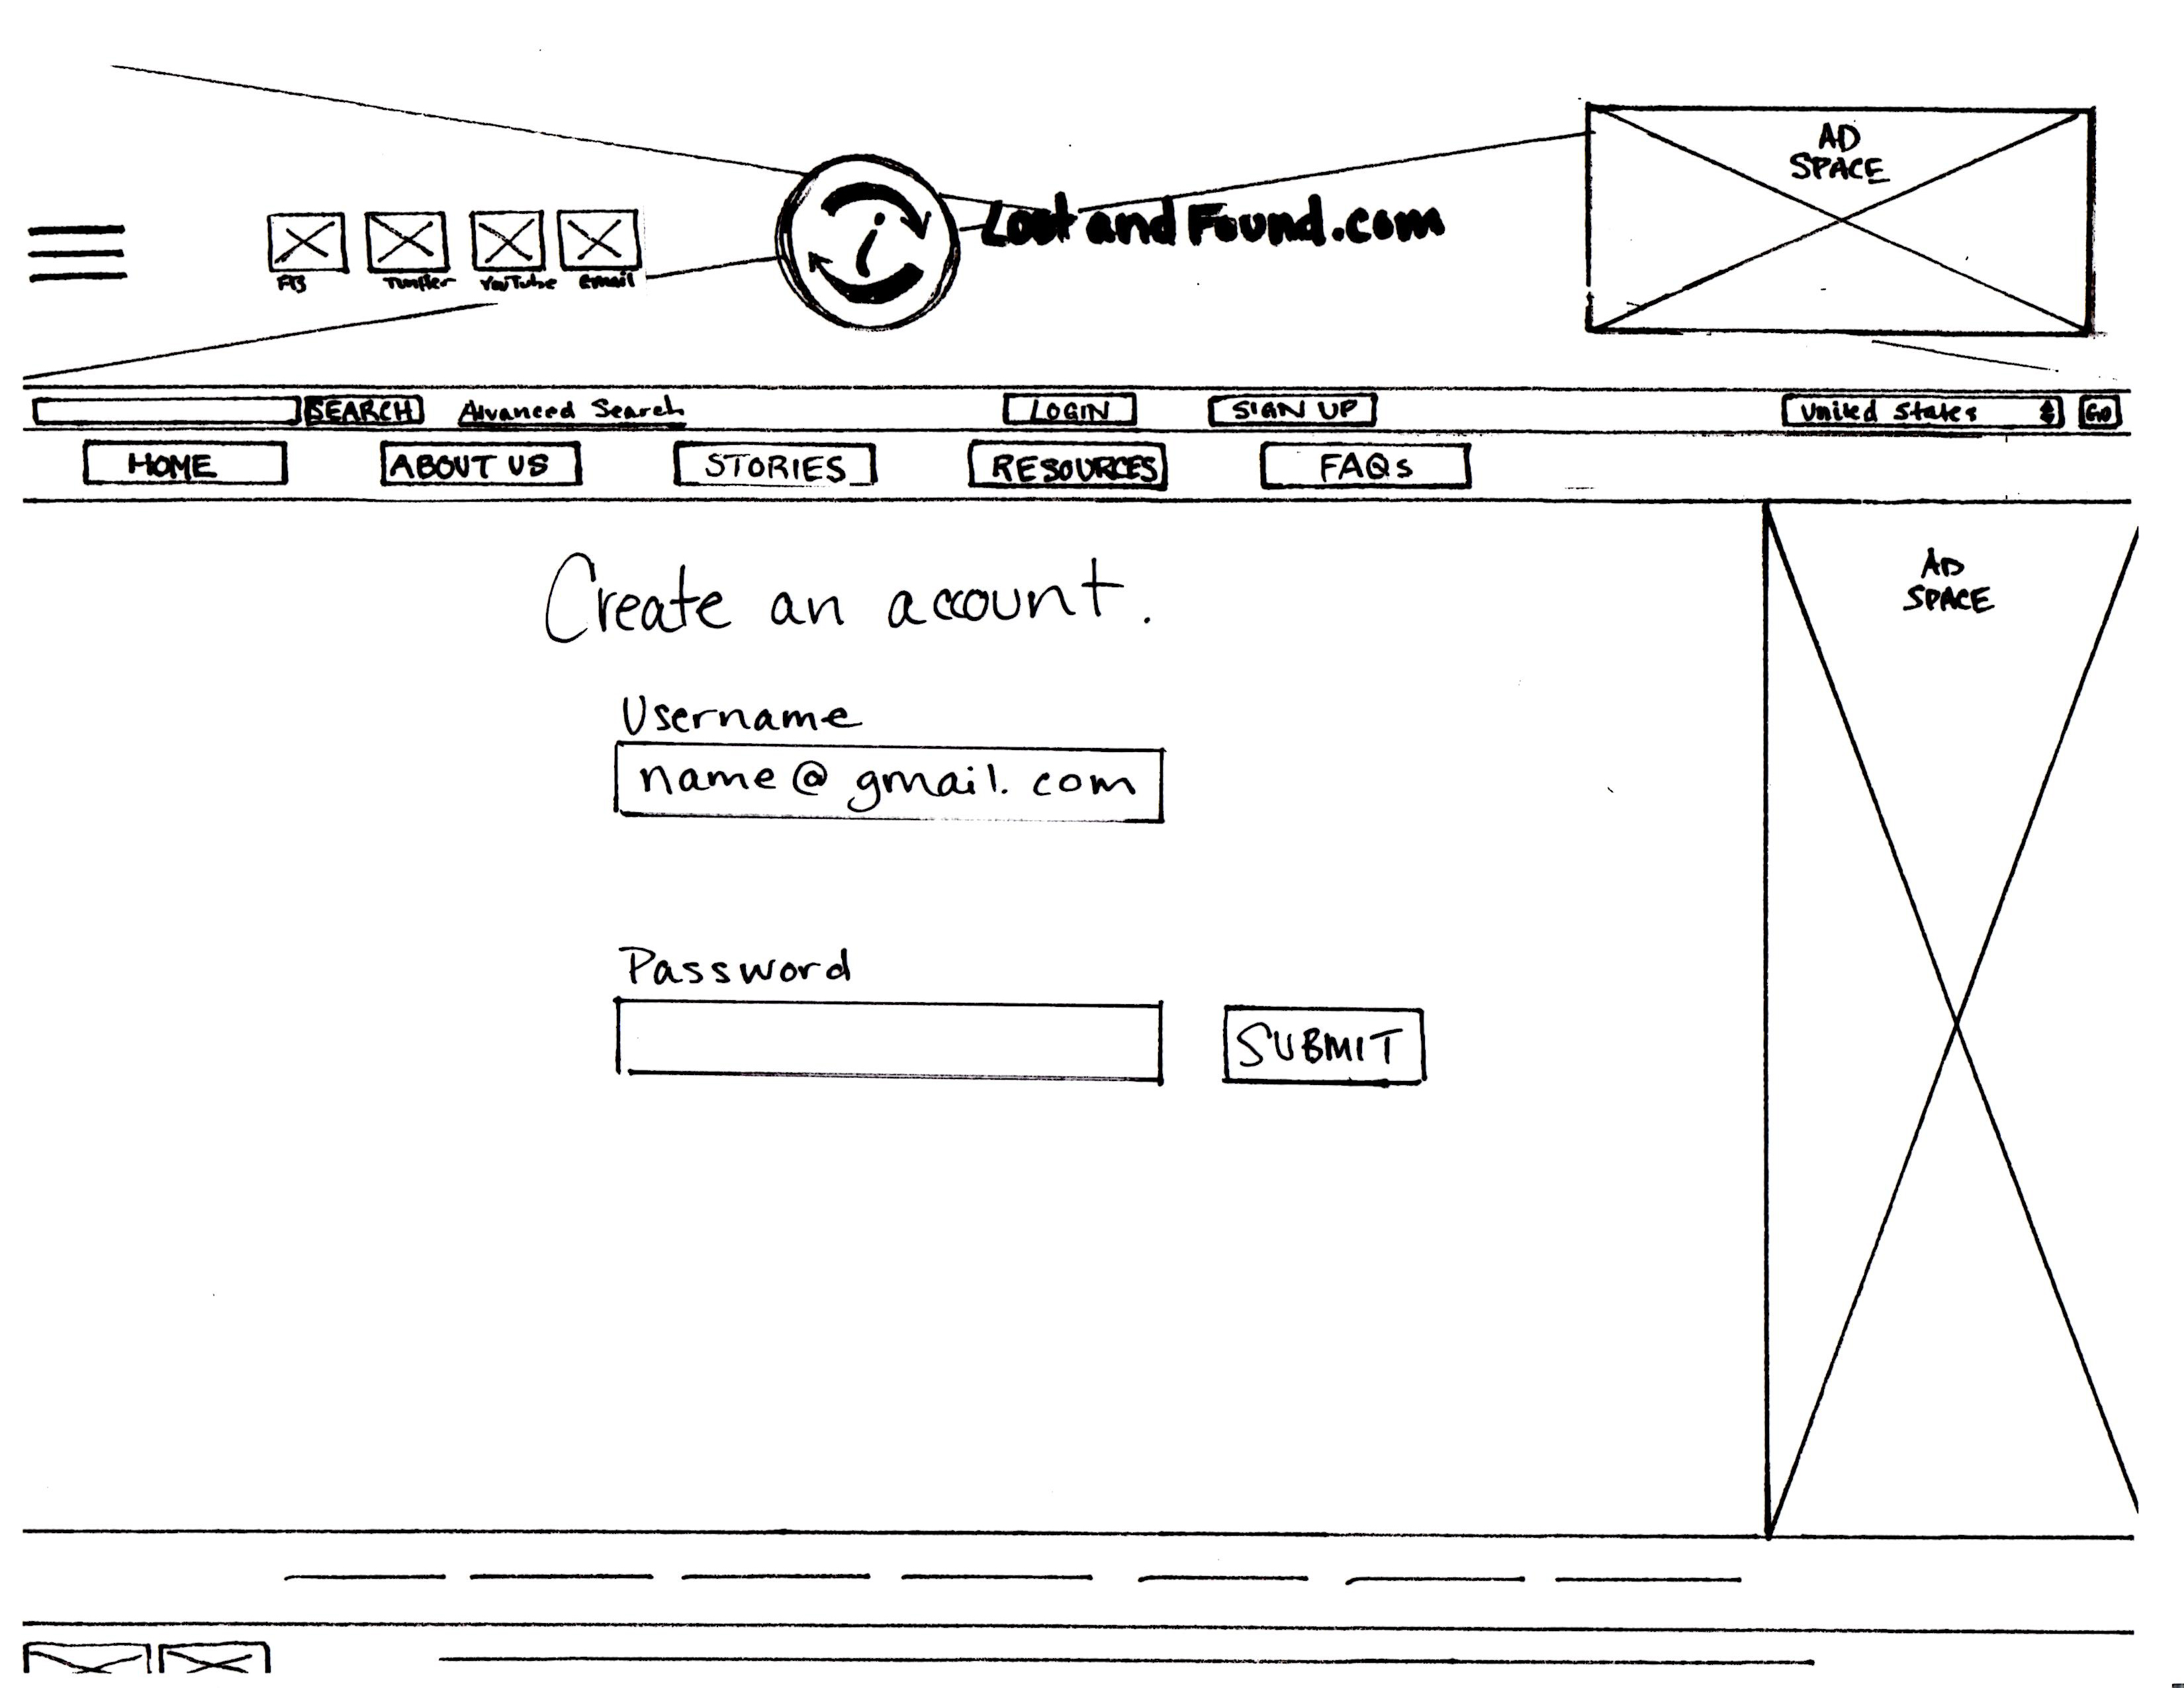 AD
SPACE
i
Lost and Found.com
FB
YouTube
Email
SEARCH
Advanced Search
LOGIN
SIGN UP
United States
GO
HOME
ABOUT US
STORIES
RESOURCES
FAQs
Create an account.
AD
SPACE
Username
name@gmail.com
Password
SUBMIT